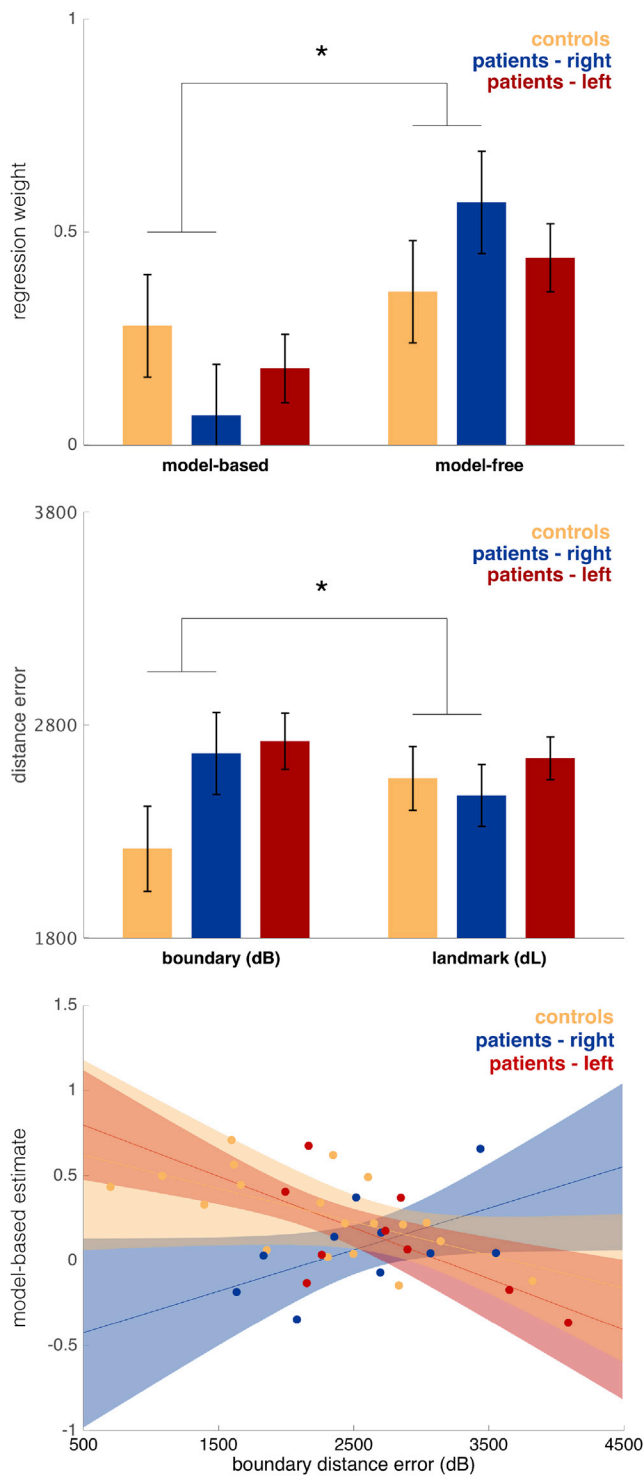 1
controls
*
patients - right
patients - left
regression weight
0.5
0
model-based model-free
3800
controls
patients - right
patients - left
*
distance error
2800
1800
boundary (dB) landmark (dL)
1.5
controls
patients - right
patients - left
1
model-based estimate
0.5
0
-0.5
-1
500 1500 2500 3500 4500
boundary distance error (dB)